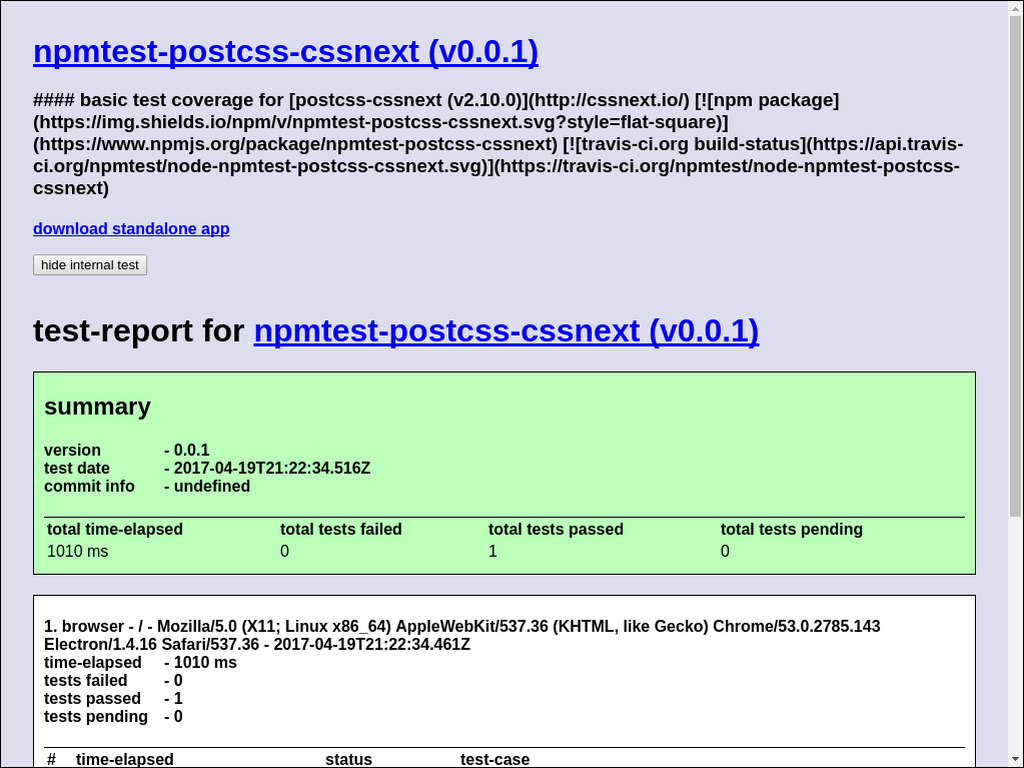 npmtest-postcss-cssnext (v0.0.1)
#### basic test coverage for [postcss-cssnext (v2.10.0)](http://cssnext.io/) [![npm package]
(https://img.shields.io/npm/v/npmtest-postcss-cssnext.svg?style=flat-square)]
(https://www.npmjs.org/package/npmtest-postcss-cssnext) [![travis-ci.org build-status](https://api.travis-
ci.org/npmtest/node-npmtest-postcss-cssnext.svg)](https://travis-ci.org/npmtest/node-npmtest-postcss-
cssnext)
download standalone app
hide internal test
test-report for npmtest-postcss-cssnext (v0.0.1)
summary
version - 0.0.1
test date - 2017-04-19T21:22:34.516Z
commit info - undefined
total time-elapsed total tests failed total tests passed total tests pending
1010 ms 0 1 0
1. browser - / - Mozilla/5.0 (X11; Linux x86_64) AppleWebKit/537.36 (KHTML, like Gecko) Chrome/53.0.2785.143
Electron/1.4.16 Safari/537.36 - 2017-04-19T21:22:34.461Z
time-elapsed - 1010 ms
tests failed - 0
tests passed - 1
tests pending - 0
# time-elapsed status test-case